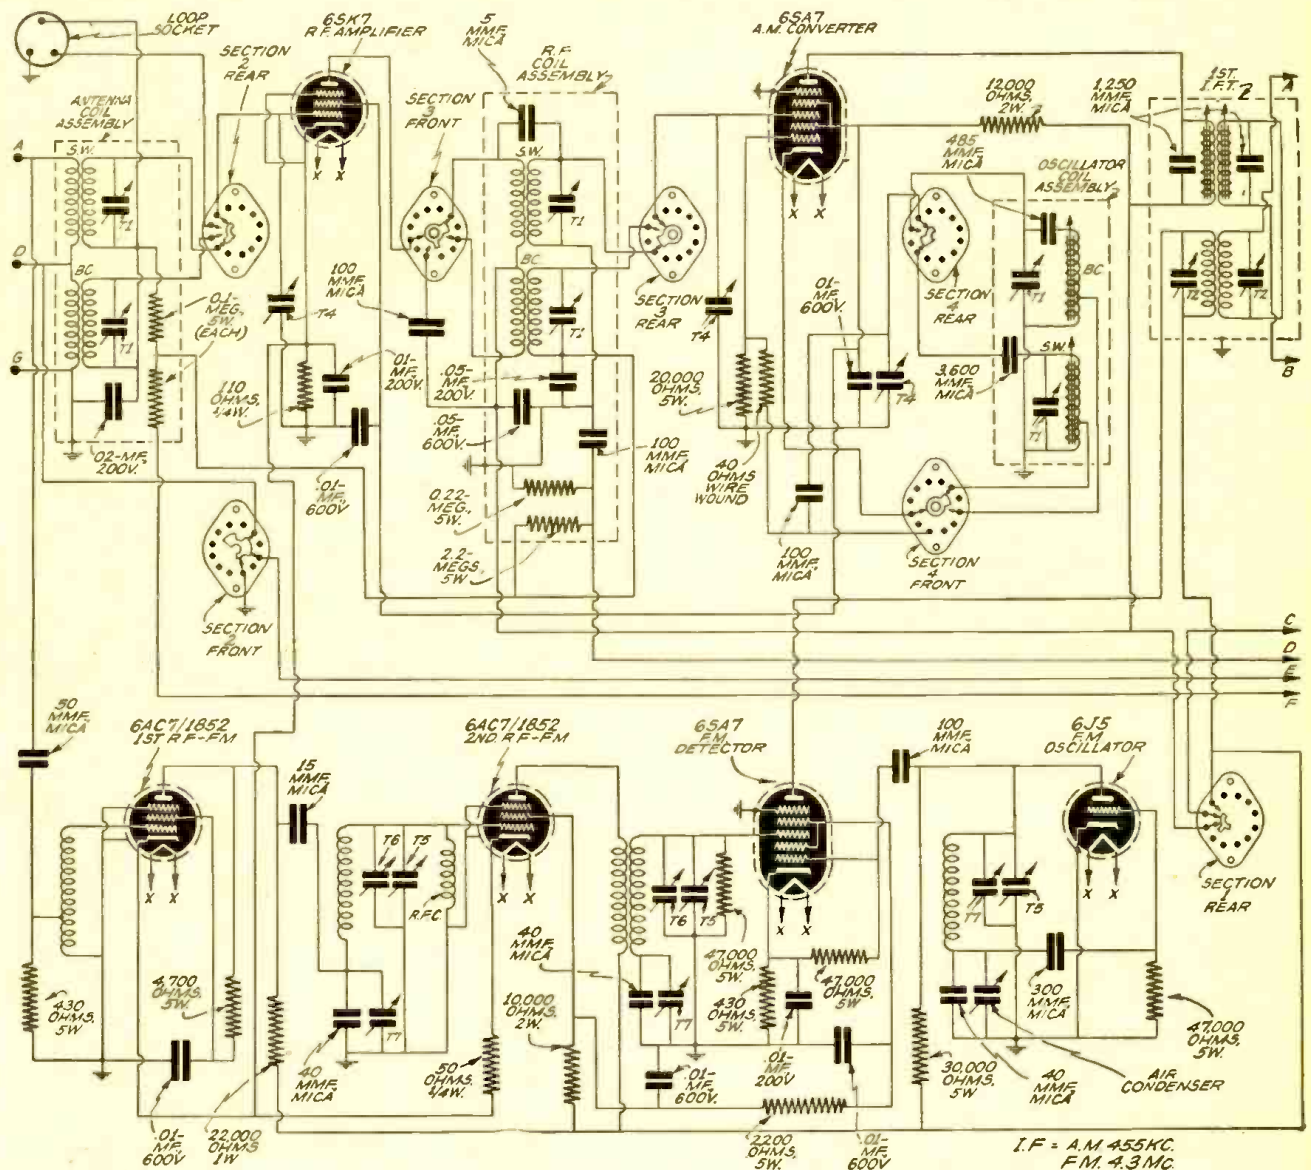 LOOP
SOCKET
SECTION
2
REAR
6SK7
R.F. AMPLIFIER
5
MMF.
MICA
R.F.
COIL
ASSEMBLY
6SA7
A.M. CONVERTER
12,000
OHMS,
2W.
1,250
MMF.
MICA
1ST.
I.F.T.
2
A
ANTENNA
COIL
ASSEMBLY
SECTION
3
FRONT
485
MMF.
MICA
OSCILLATOR
COIL
ASSEMBLY
A
S.W.
T1
X X
S.W.
T1
X X
T4
BC
T1
D
BC
T1
100
MMF.
MICA
BC
T1
SECTION
3
REAR
.01-
MF.
600V.
SECTION
4
REAR
T2
T2
0.1-
MEG.,
.5W.
(EACH)
T4
T4
S.W.
G
110
OHMS,
1/4W.
.01-
MF.
200V.
.05-
MF.
200V.
20,000
OHMS,
.5W.
T4
3,600
MMF.
MICA
T1
B
.02-MF.
200V.
.01-
MF.
600V
.05-
MF.
600V.
100
MMF.
MICA
40
OHMS
WIRE
WOUND
0.22-
MEG.,
.5W.
2.2-
MEGS.
.5W
100
MMF.
MICA
SECTION
4
FRONT
SECTION
2
FRONT
C
D
E
F
50
MMF.
MICA
6AC7/1852
1ST R.F.-FM
6AC7/1852
2ND. R.F.-FM
6SA7
F.M.
DETECTOR
100
MMF.
MICA
6J5
F.M.
OSCILLATOR
15
MMF.
MICA
X X
T6 T5
R.F.C
X X
T6 T5
X X
T7 T5
X X
SECTION
1
REAR
430
OHMS,
.5W
4,700
OHMS,
.5W.
40
MMF.
MICA
47,000
OHMS,
.5W.
430
OHMS,
.5W.
47,000
OHMS,
.5W
T7
10,000
OHMS,
2W.
T7
300
MMF.
MICA
47,000
OHMS,
.5W.
.01-
MF.
600V
22,000
OHMS
1W
40
MMF.
MICA
50
OHMS
1/4W.
.01-
MF.
600V.
.01-
MF.
200V
2200
OHMS,
.5W.
.01-
MF.
600V
30,000
OHMS,
.5W
40
MMF.
MICA
AIR
CONDENSER
I.F = A.M. 455 KC.
F.M. 4.3 MC.